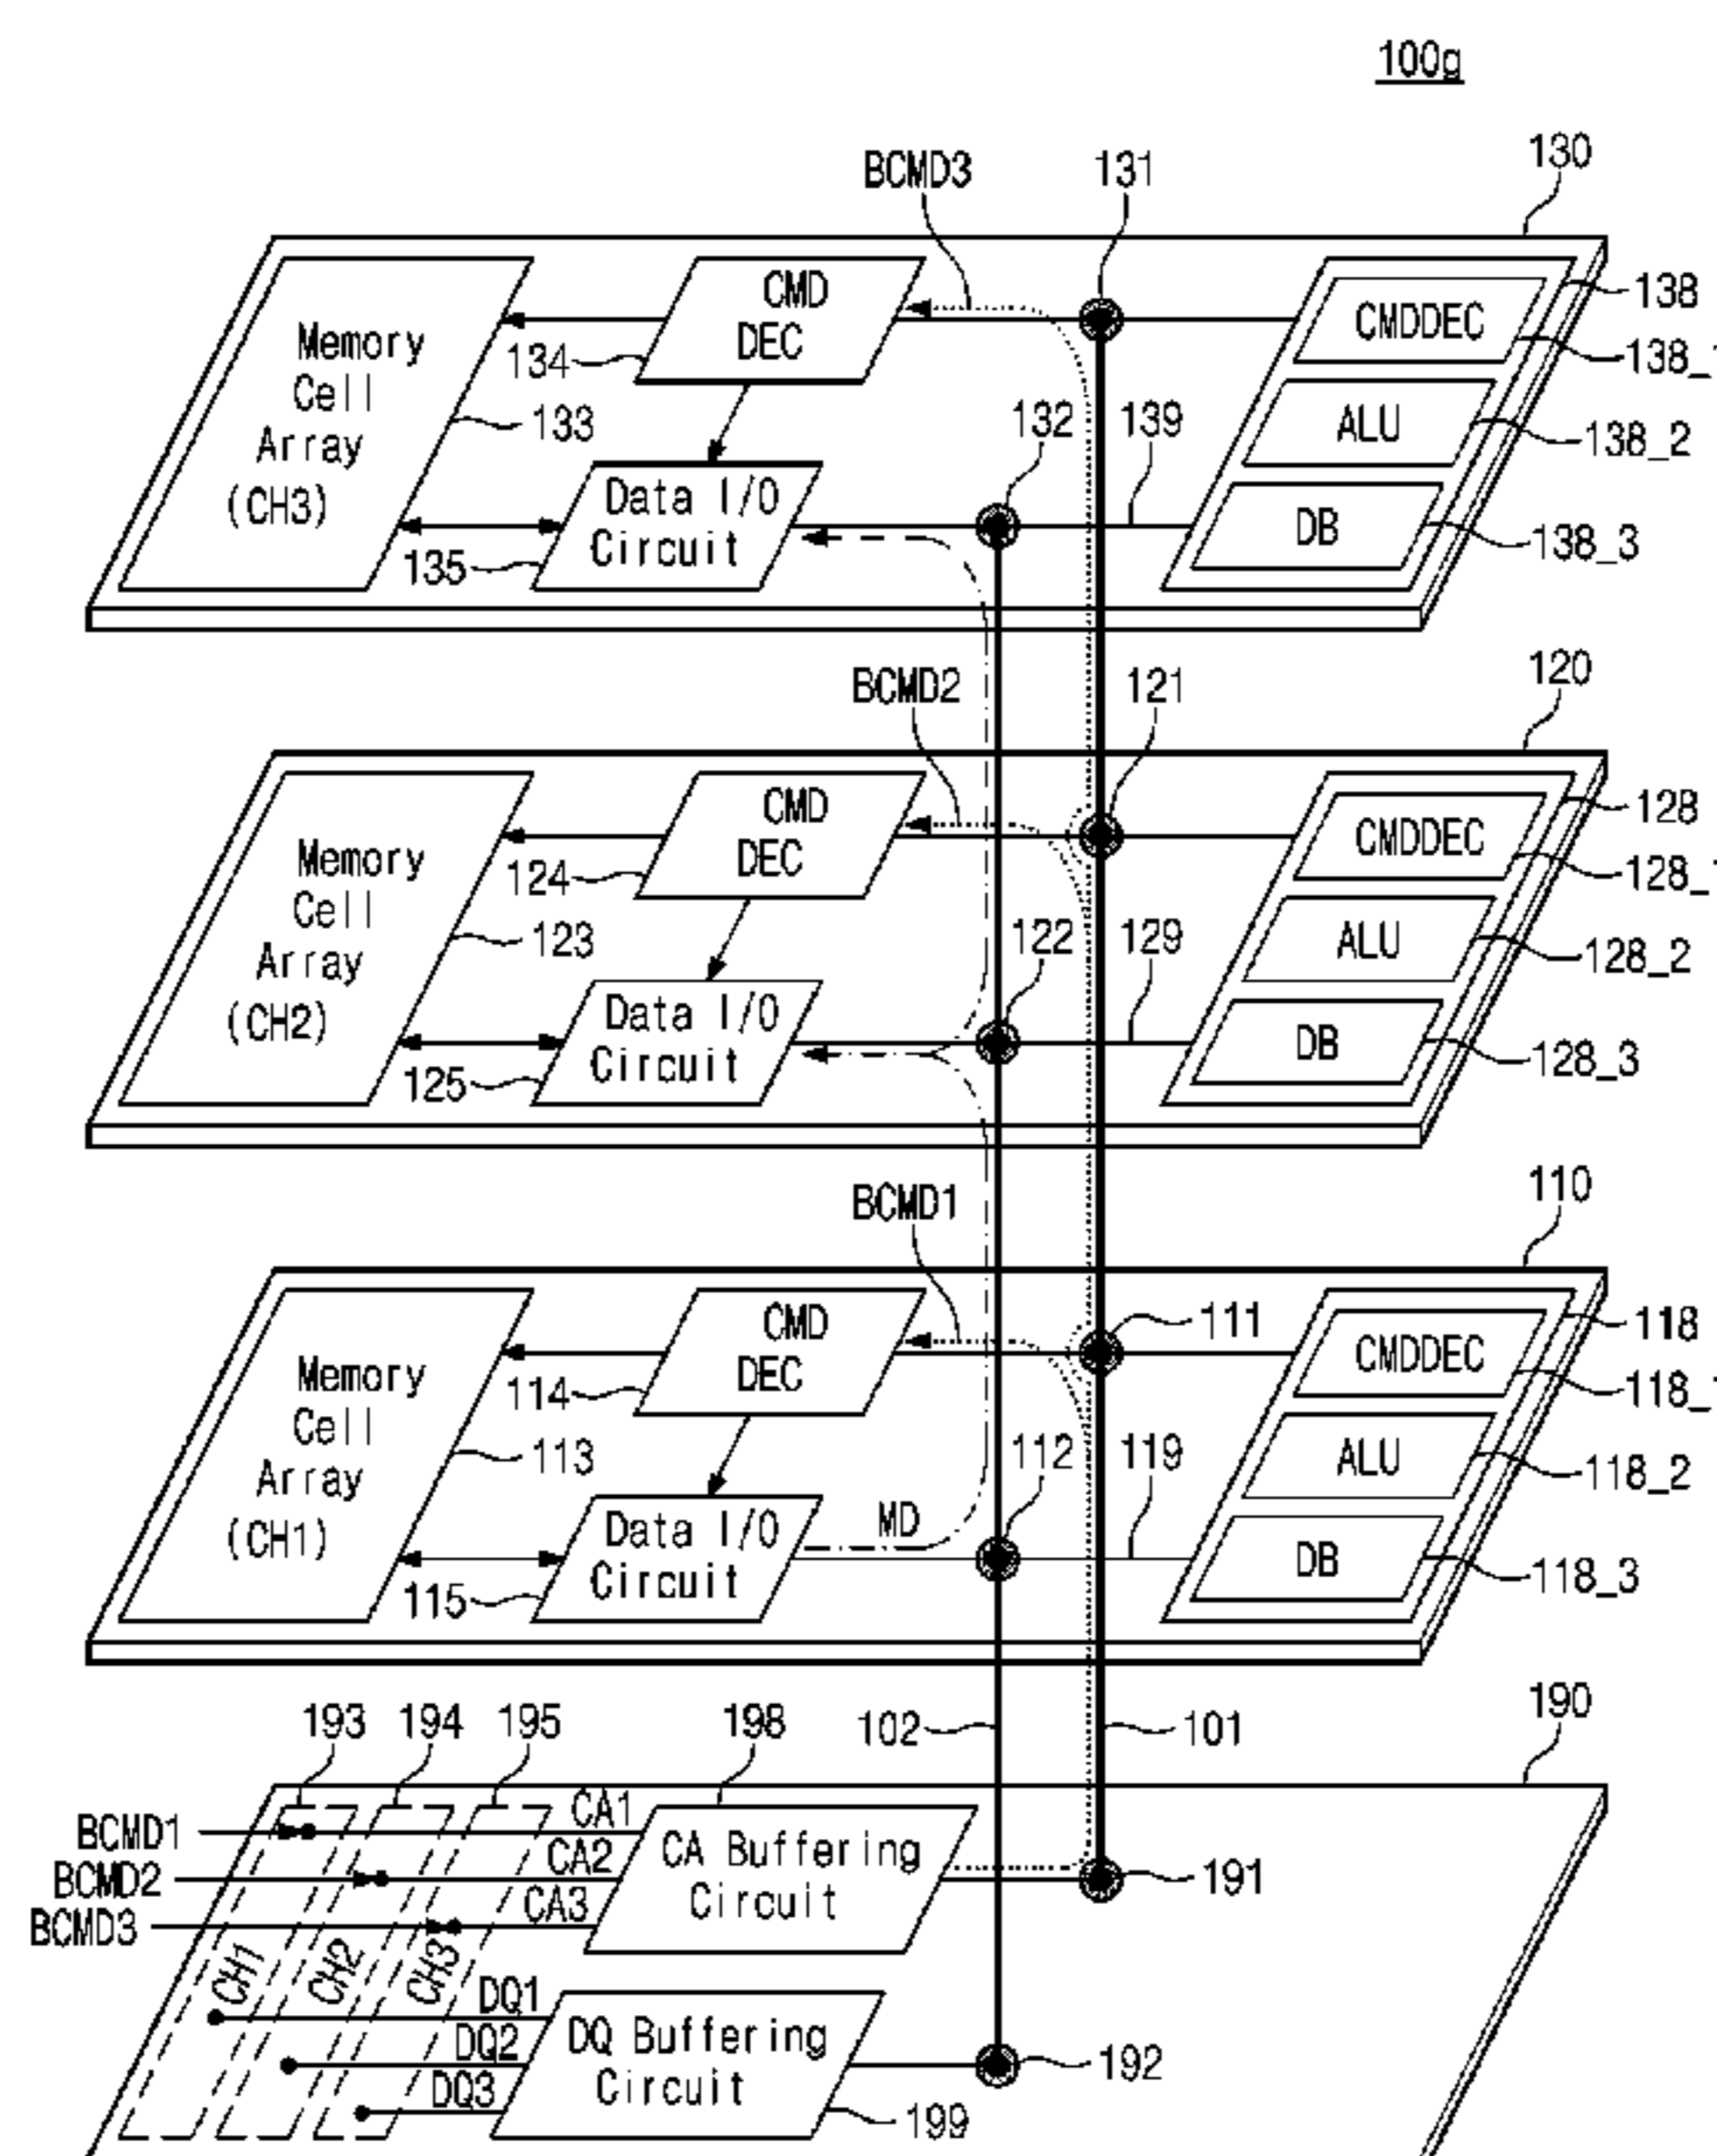 100g
130
BCMD3
131
CMD
DEC
Memory
Cell
Array
(CH3)
134
133
132
139
Data I/O
Circuit
135
CMDDEC
ALU
DB
138
138_1
138_2
138_3
120
BCMD2
121
CMD
DEC
Memory
Cell
Array
(CH2)
124
123
122
129
Data I/O
Circuit
125
CMDDEC
ALU
DB
128
128_1
128_2
128_3
110
BCMD1
111
CMD
DEC
Memory
Cell
Array
(CH1)
114
113
112
119
MD
Data I/O
Circuit
115
CMDDEC
ALU
DB
118
118_1
118_2
118_3
193 194 195 198
102
101
190
BCMD1
BCMD2
BCMD3
CA1
CA2
CA3
CA Buffering
Circuit
191
CH1
CH2
CH3
DQ1
DQ2
DQ3
DQ Buffering
Circuit
192
199